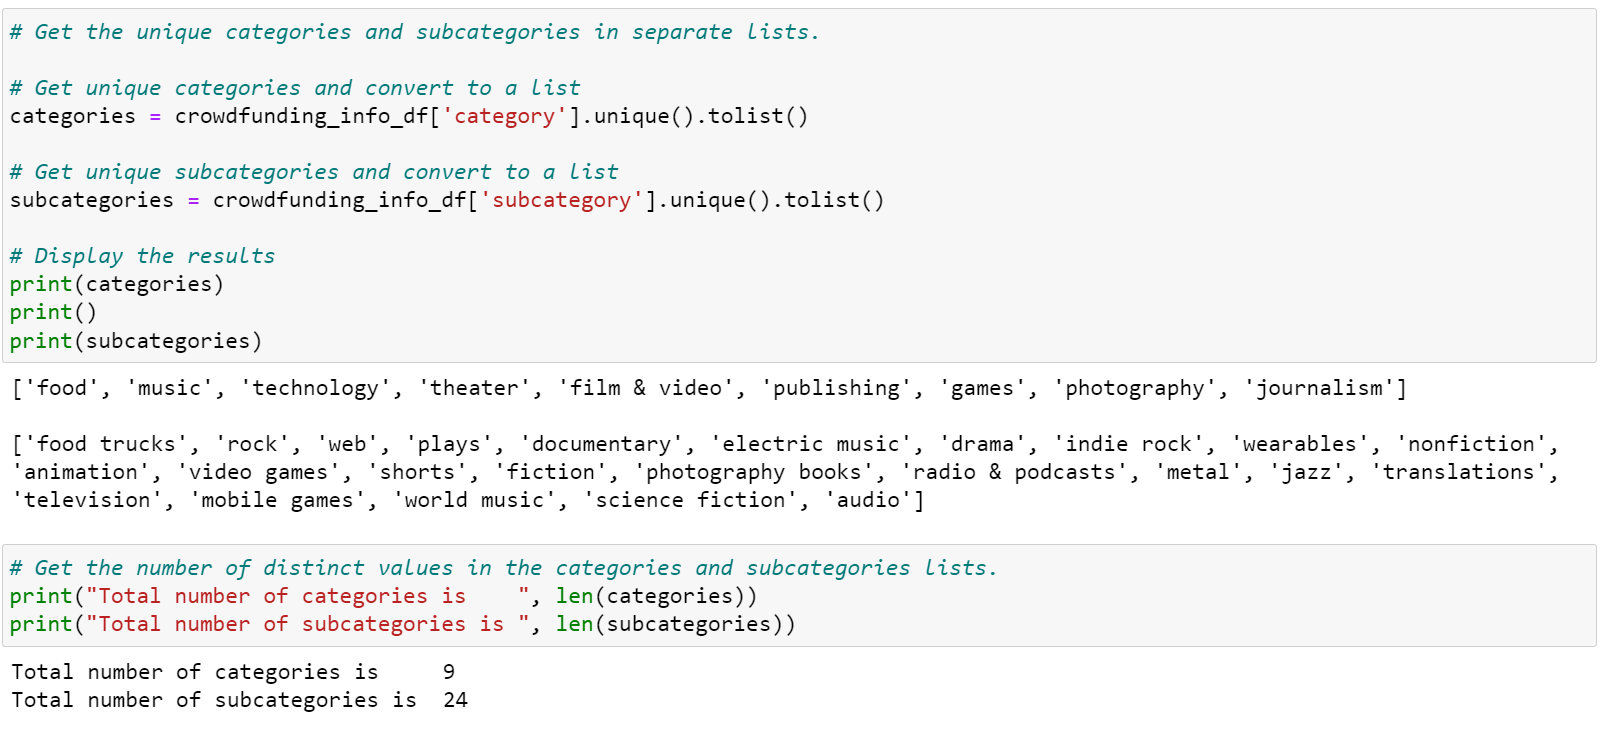 # Get the unique categories and subcategories in separate lists.
# Get unique categories and convert to a list
categories = crowdfunding_info_df['category'].unique().tolist()
# Get unique subcategories and convert to a list
subcategories = crowdfunding_info_df['subcategory'].unique().tolist()
# Display the results
print(categories)
print()
print(subcategories)
['food', 'music', 'technology', 'theater', 'film & video', 'publishing', 'games', 'photography', 'journalism']
['food trucks', 'rock', 'web', 'plays', 'documentary', 'electric music', 'drama', 'indie rock', 'wearables', 'nonfiction',
'animation', 'video games', 'shorts', 'fiction', 'photography books', 'radio & podcasts', 'metal', 'jazz', 'translations',
'television', 'mobile games', 'world music', 'science fiction', 'audio']
# Get the number of distinct values in the categories and subcategories lists.
print("Total number of categories is    ", len(categories))
print("Total number of subcategories is ", len(subcategories))
Total number of categories is     9
Total number of subcategories is  24